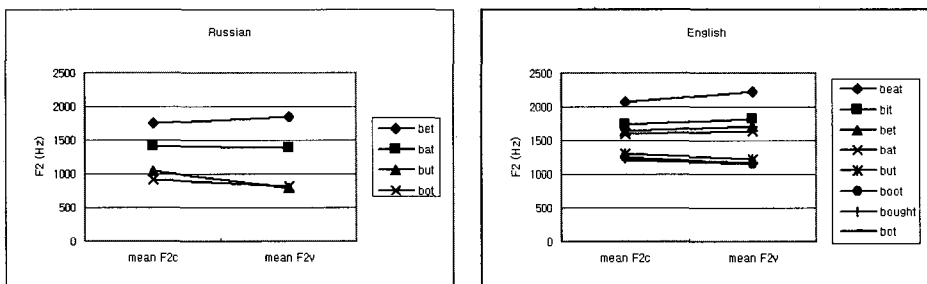 Russian
2500
2000
1500
1000
500
0
F2 (Hz)
mean F2c
mean F2v
bet
bat
but
bot
English
2500
2000
1500
1000
500
0
F2 (Hz)
mean F2c
mean F2v
beat
bit
bet
bat
but
boot
bought
bot